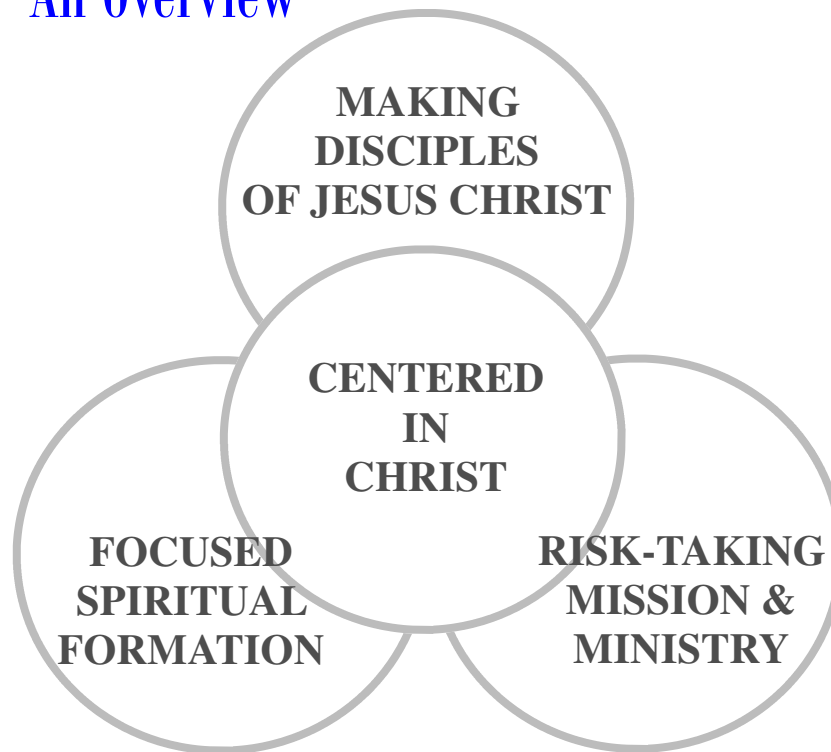 An Overview
MAKING
DISCIPLES
OF JESUS CHRIST
CENTERED
IN
CHRIST
FOCUSED
SPIRITUAL
FORMATION
RISK-TAKING
MISSION &
MINISTRY